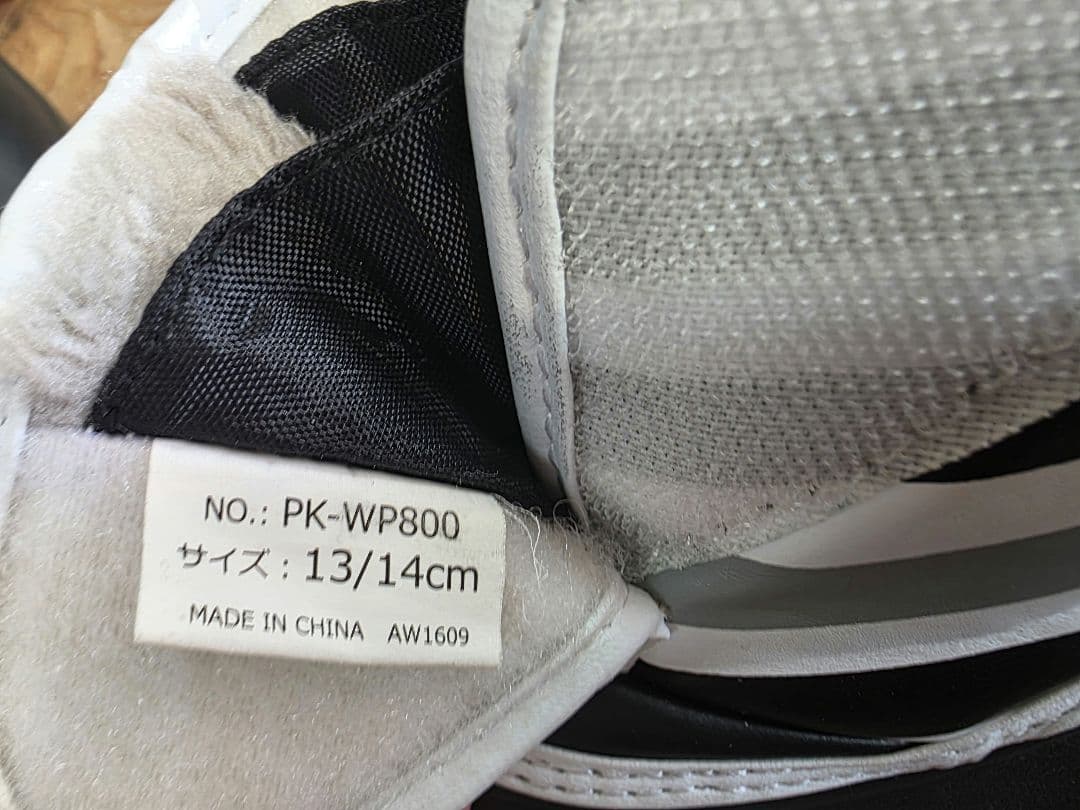 NO.: PK-WP800
サイズ : 13/14cm
MADE IN CHINA AW1609